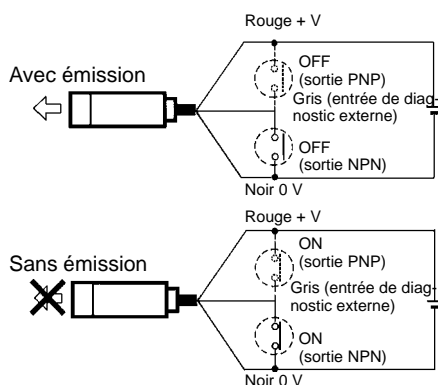 Rouge + V
Avec émission
OFF
(sortie PNP)
Gris (entrée de diag-
nostic externe)
OFF
(sortie NPN)
Noir 0 V
Rouge + V
Sans émission
ON
(sortie PNP)
Gris (entrée de diag-
nostic externe)
ON
(sortie NPN)
Noir 0 V